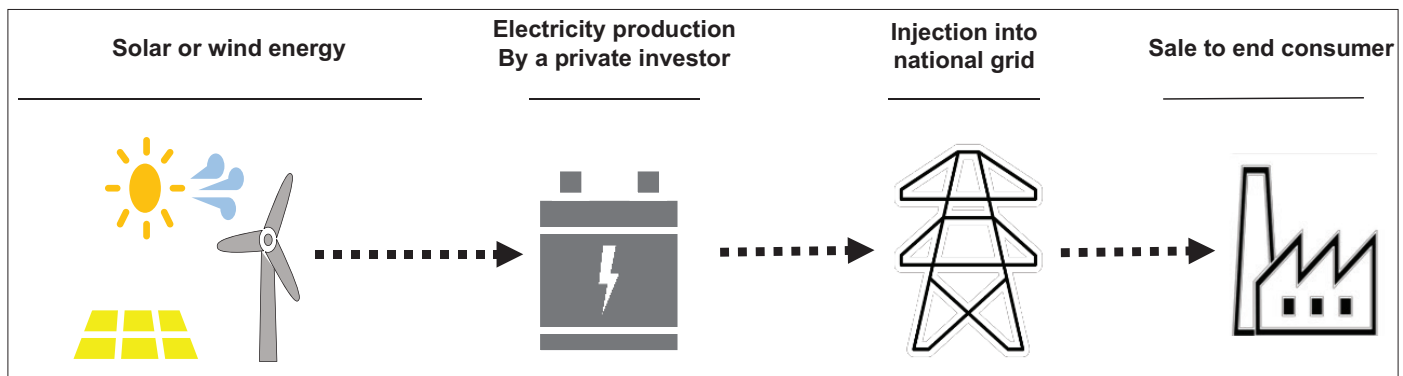 Solar or wind energy
Electricity production
By a private investor
Injection into
national grid
Sale to end consumer